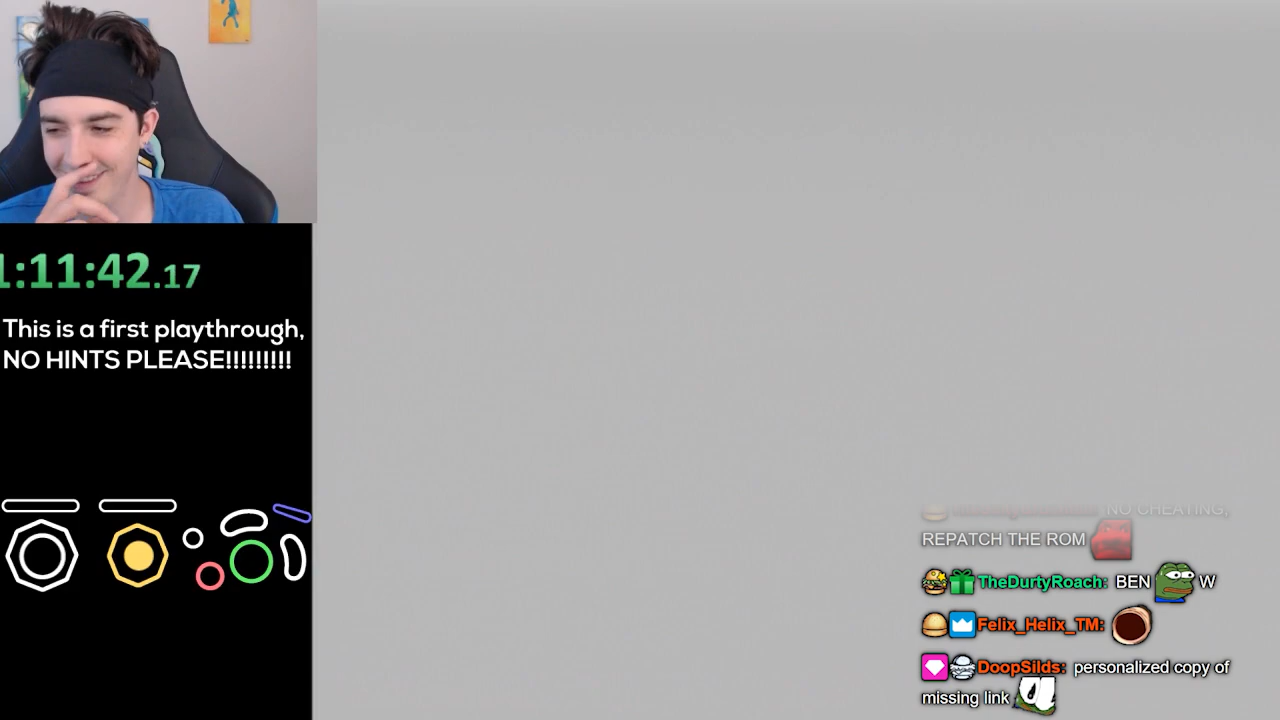 1:11:42.17
This is a first playthrough,
NO HINTS PLEASE!!!!!!!!!
NO CHEATING,
REPATCH THE ROM
TheDurtyRoach: BEN W
Felix_Helix_TM:
DoopSilds: personalized copy of
missing link